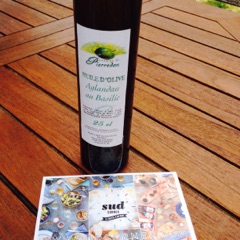 Pierredon
HUILE D'OLIVE
Aglandau
au Basilic
25 cl
sud